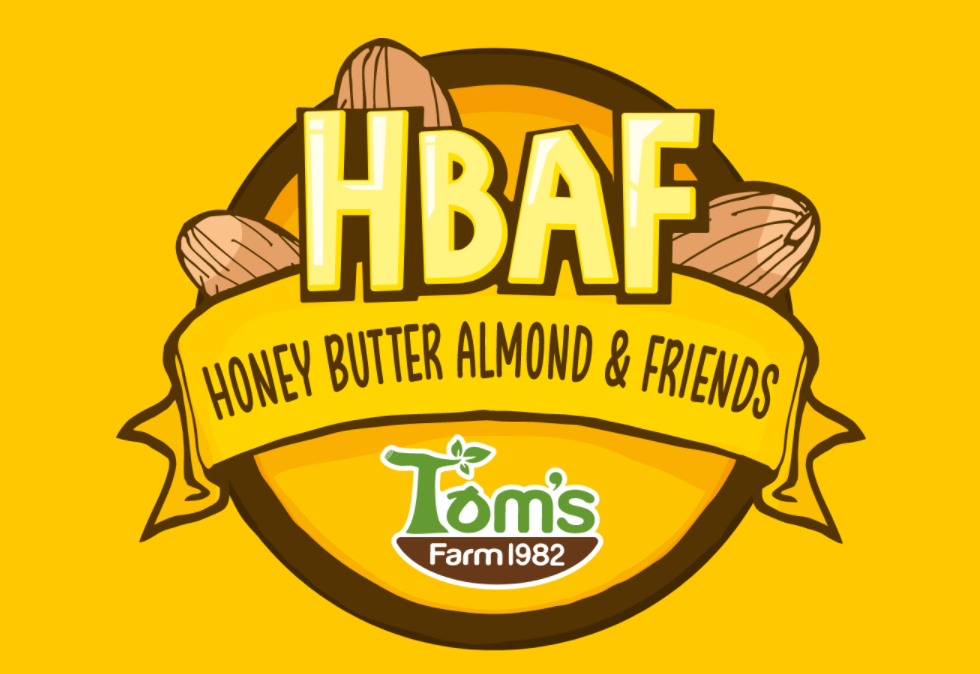 HBAF
HONEY BUTTER ALMOND & FRIENDS
Tom's
Farm 1982